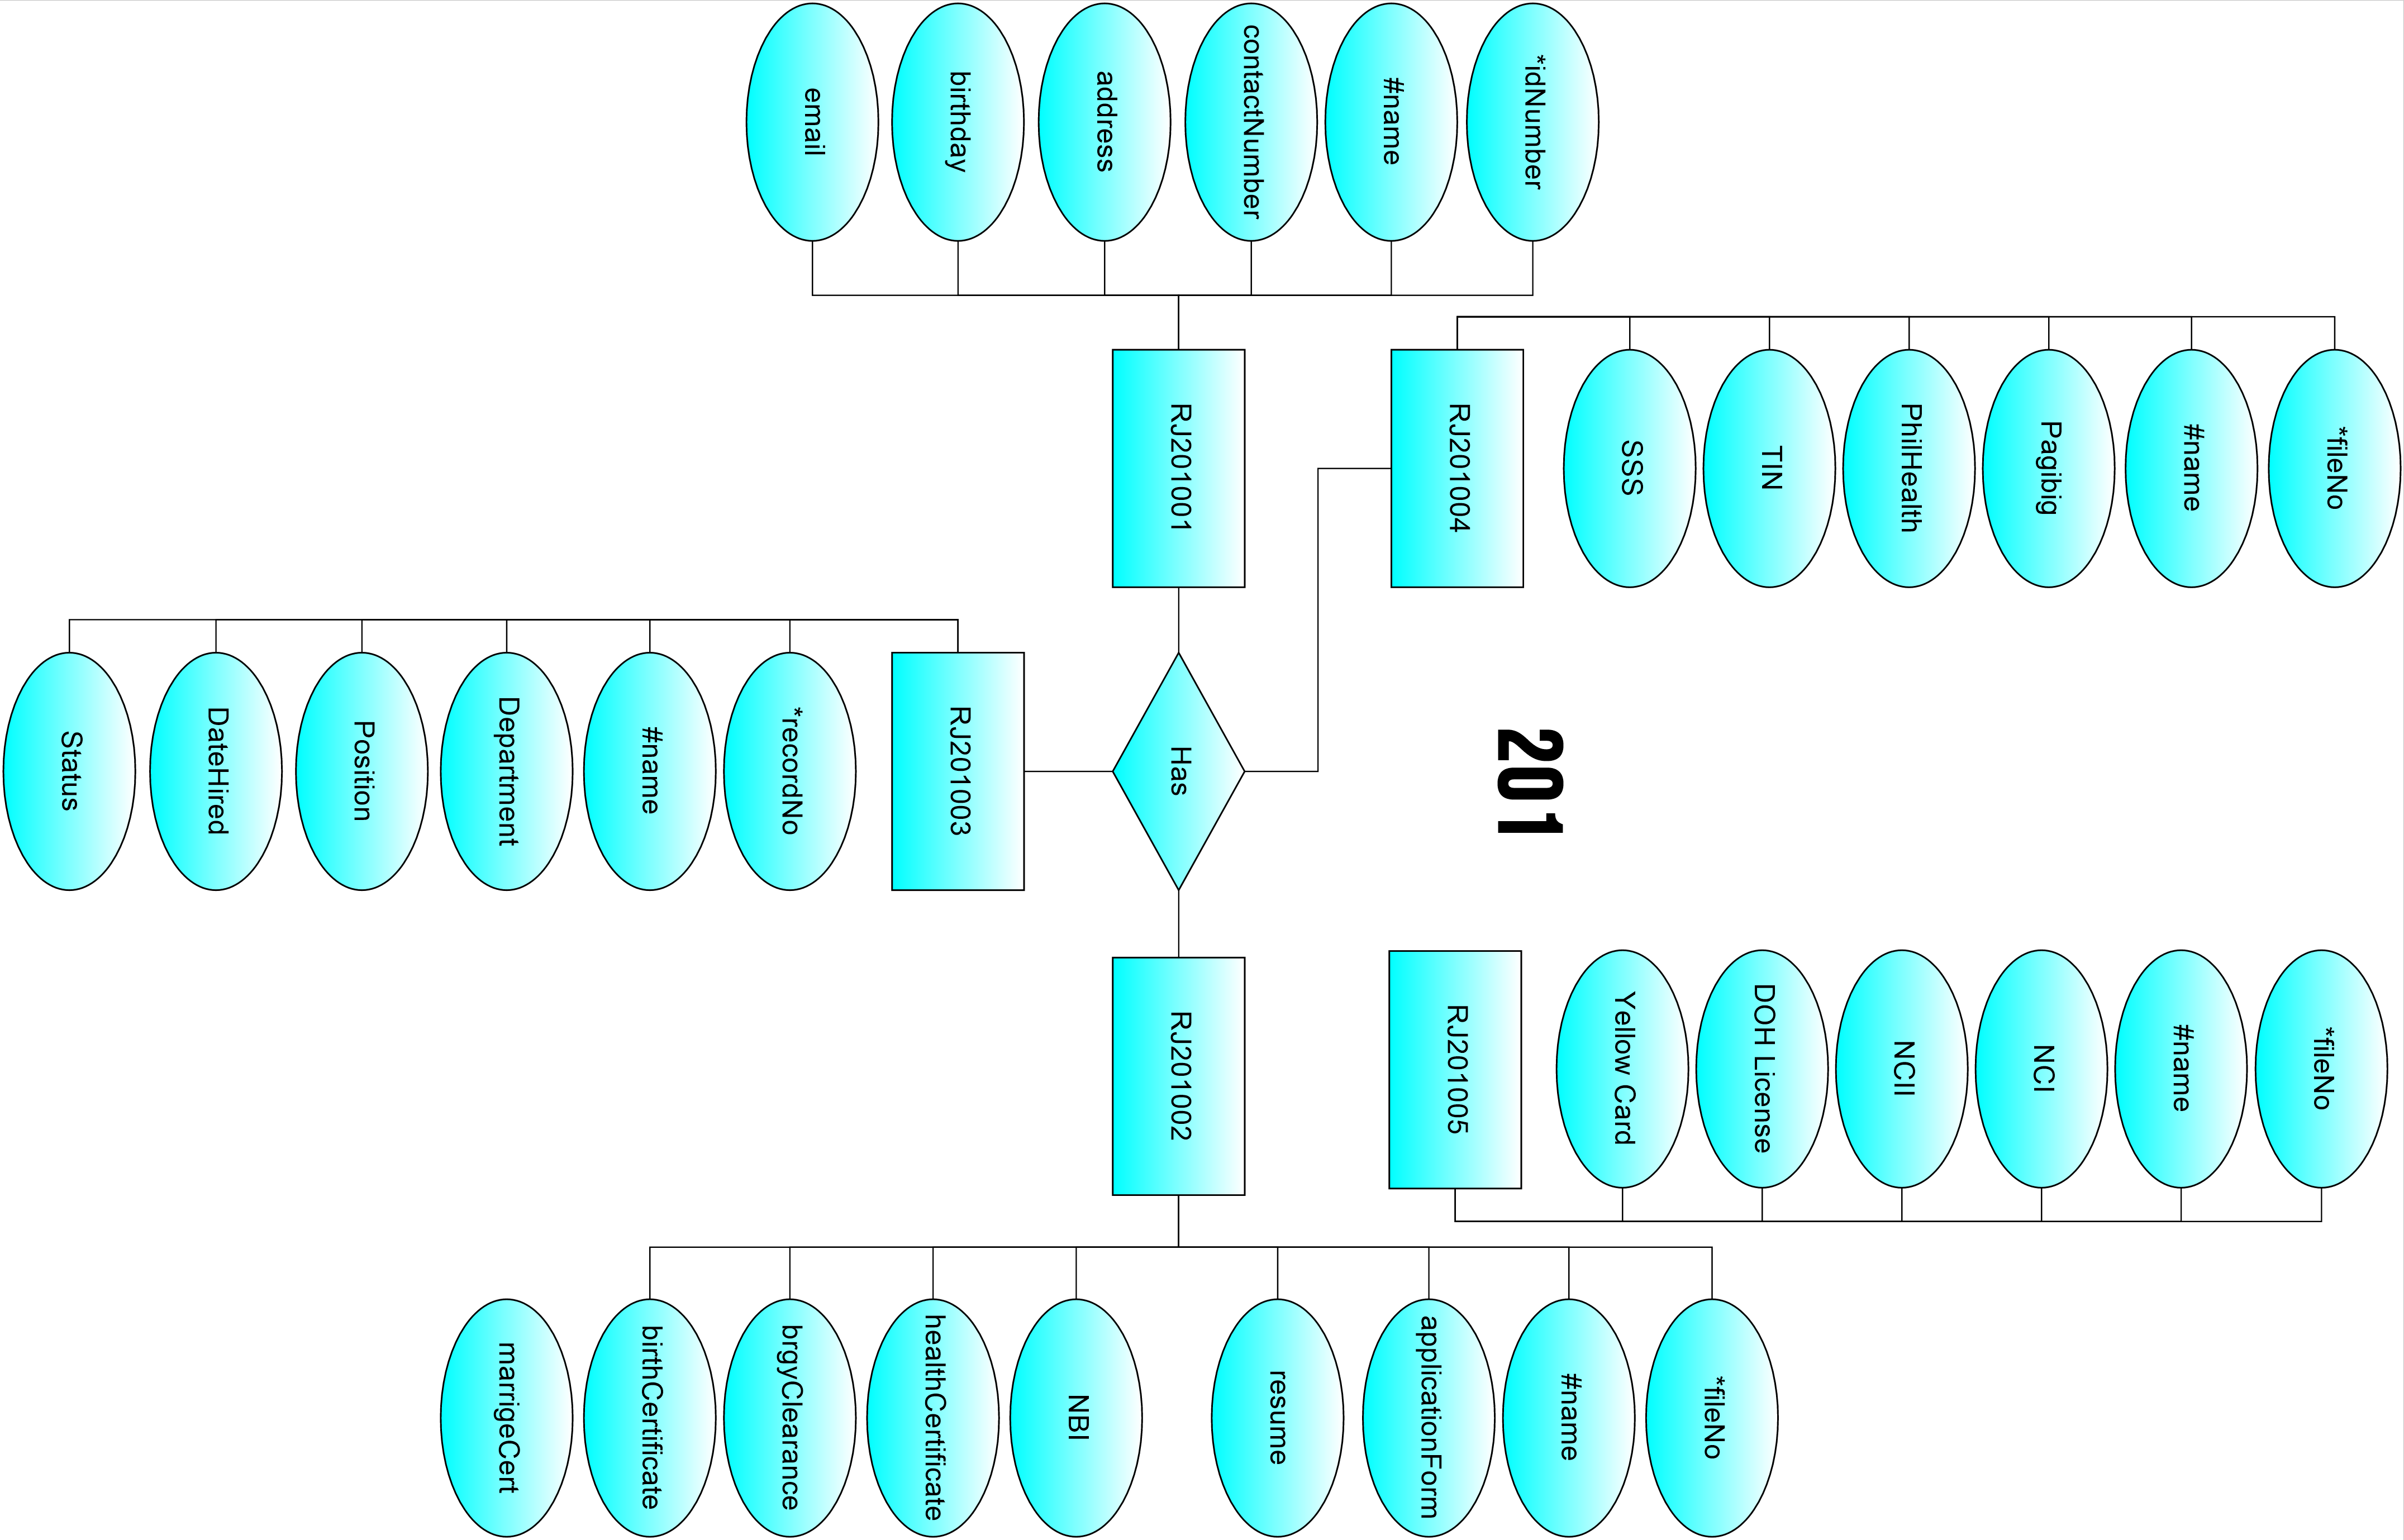 201
*fileNo
#name
Pagibig
PhilHealth
TIN
SSS
RJ201004
*fileNo
#name
NCI
NCII
DOH License
Yellow Card
RJ201005
*idNumber
#name
contactNumber
address
birthday
email
RJ201001
Has
RJ201002
*fileNo
#name
applicationForm
resume
NBI
healthCertificate
brgyClearance
birthCertificate
marrigeCert
RJ201003
*recordNo
#name
Department
Position
DateHired
Status